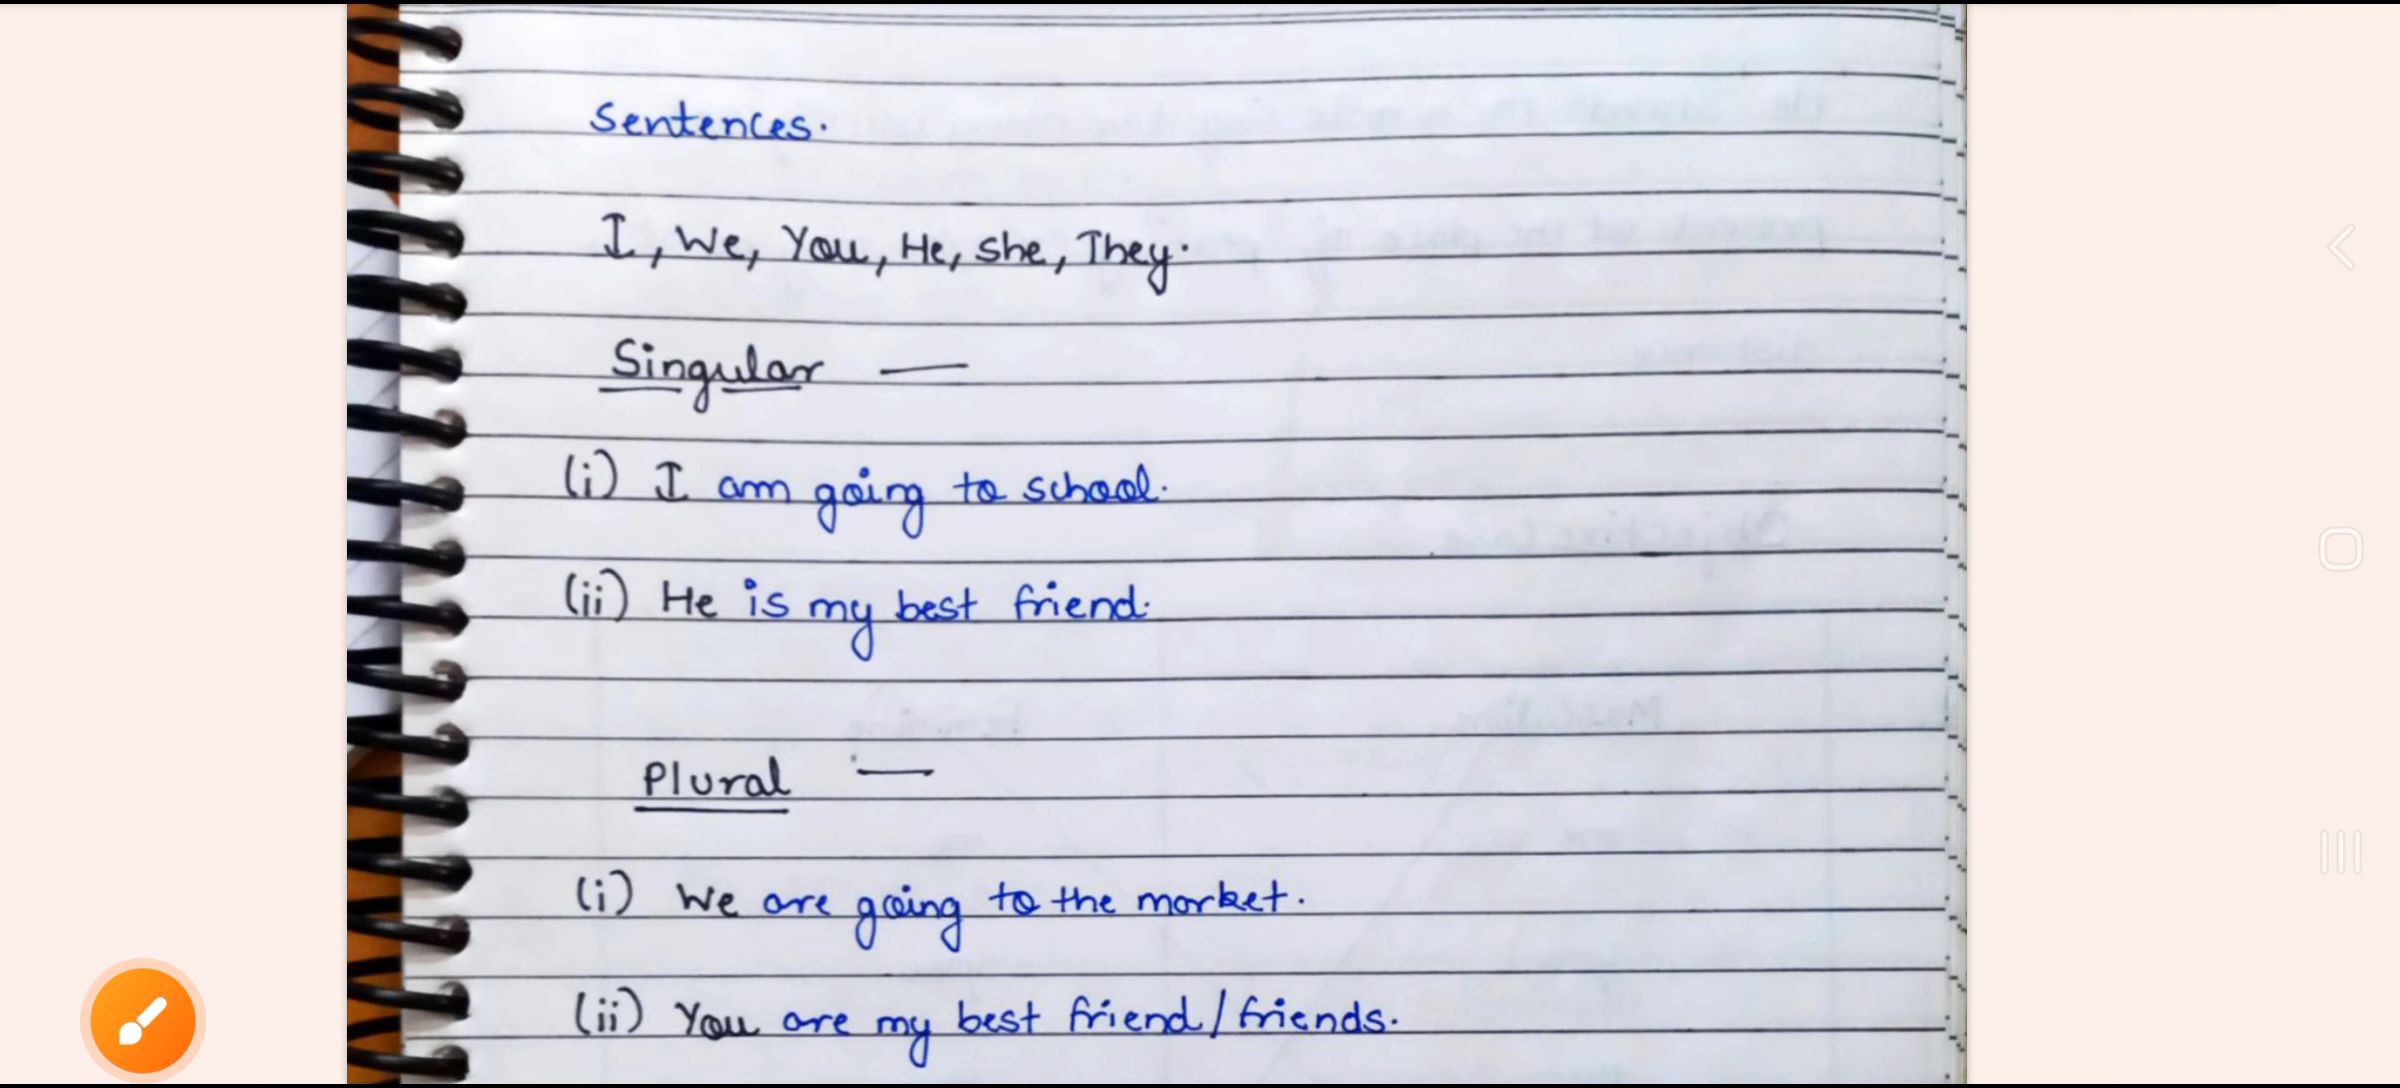 Sentences.
I, We, You, He, she, They.
Singular —
(i) I am going to school.
(ii) He is my best friend.
Plural —
(i) We are going to the market.
(ii) You are my best friend/friends.